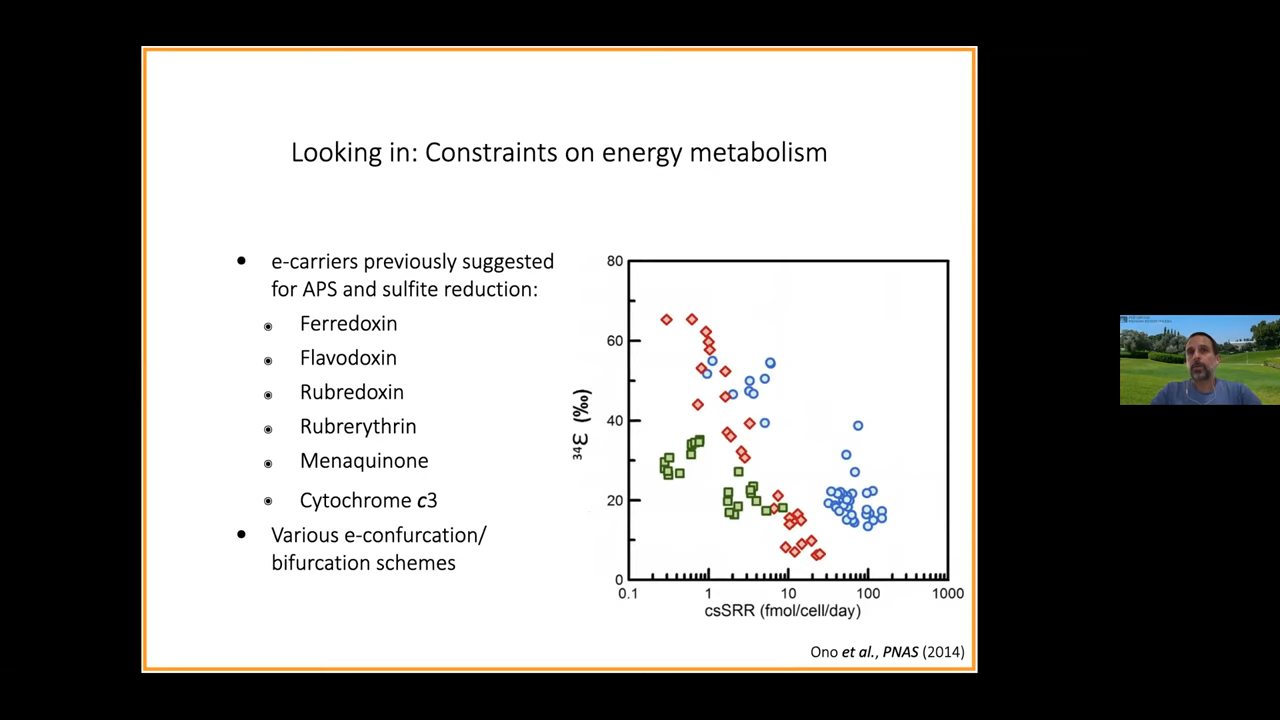 Looking in: Constraints on energy metabolism
e-carriers previously suggested
for APS and sulfite reduction:
Ferredoxin
Flavodoxin
Rubredoxin
Rubrerythrin
Menaquinone
Cytochrome c3
Various e-confurcation/
bifurcation schemes
80
60
40
20
0
³⁴ε (‰)
0.1 1 10 100 1000
csSRR (fmol/cell/day)
Ono et al., PNAS (2014)